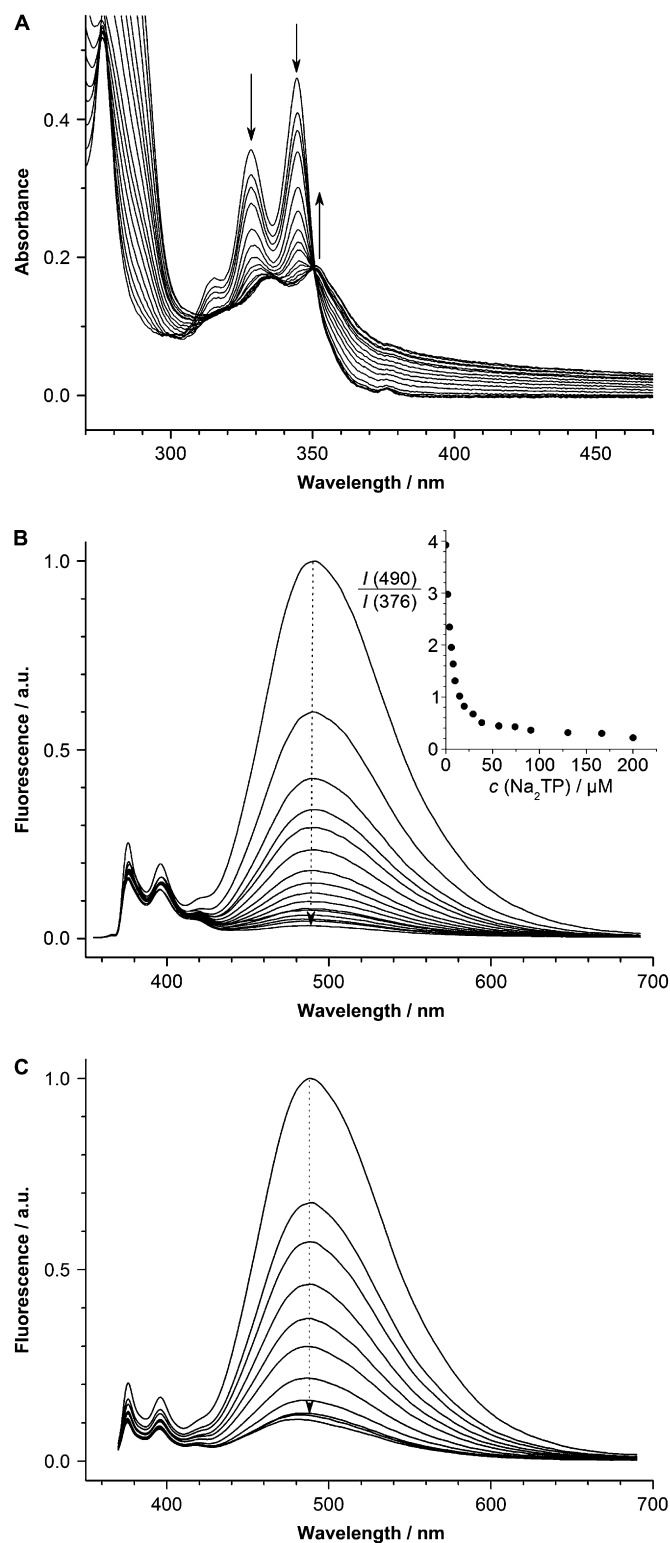 A
0.4
0.2
0.0
Absorbance
300 350 400 450
Wavelength / nm
B
1.0
0.5
0.0
Fluorescence / a.u.
400 500 600 700
Wavelength / nm
I (490)
I (376)
4
3
2
1
0
0 50 100 150 200
c (Na₂TP) / µM
C
1.0
0.5
0.0
Fluorescence / a.u.
400 500 600 700
Wavelength / nm